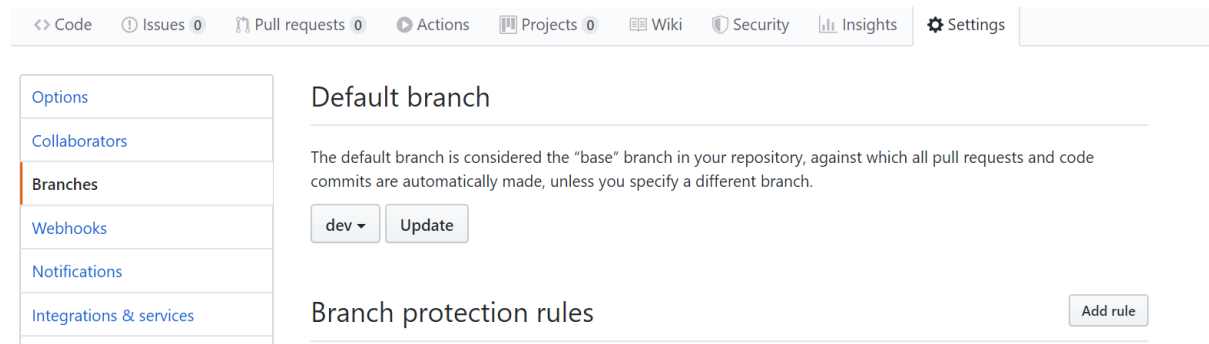 <> Code Issues 0 Pull requests 0 Actions Projects 0 Wiki Security Insights Settings
Options
Collaborators
Branches
Webhooks
Notifications
Integrations & services
Default branch
The default branch is considered the “base” branch in your repository, against which all pull requests and code
commits are automatically made, unless you specify a different branch.
dev Update
Branch protection rules Add rule